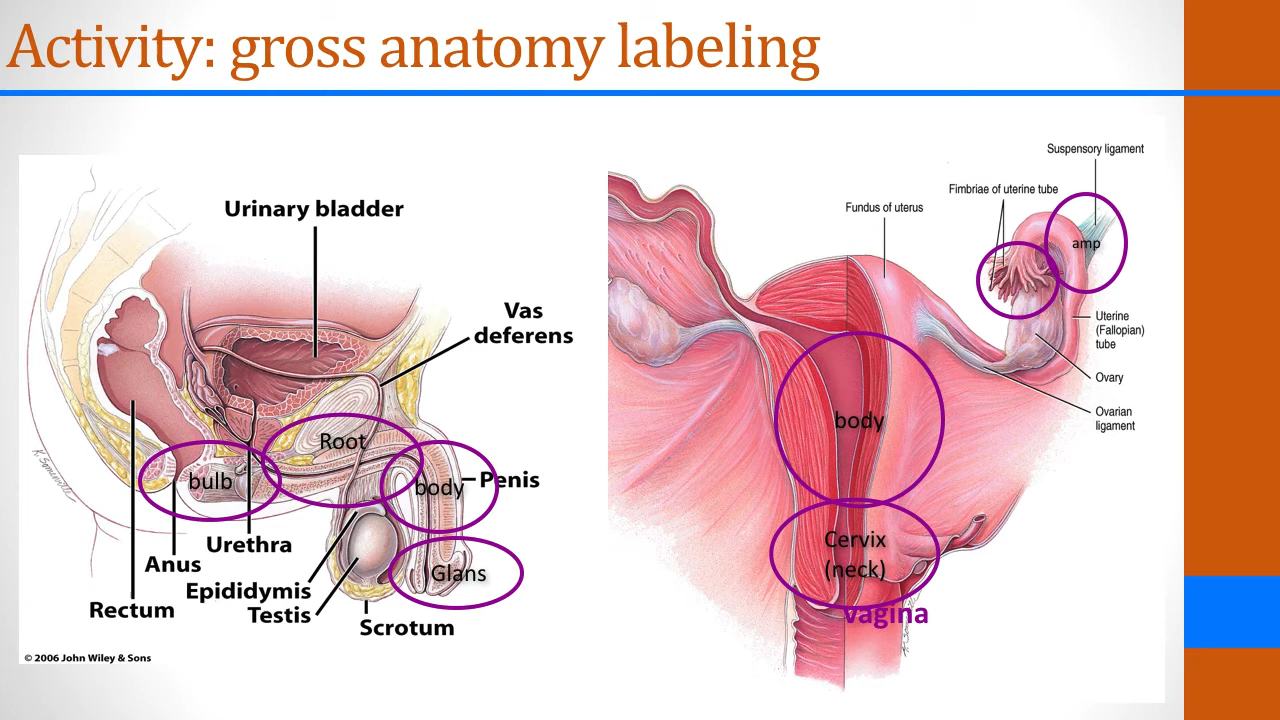 Activity: gross anatomy labeling
Urinary bladder
Vas
deferens
Root
bulb
body
Penis
Glans
Urethra
Anus
Epididymis
Rectum
Testis
Scrotum
© 2006 John Wiley & Sons
Suspensory ligament
Fimbriae of uterine tube
Fundus of uterus
amp
Uterine
(Fallopian)
tube
Ovary
Ovarian
ligament
body
Cervix
(neck)
vagina